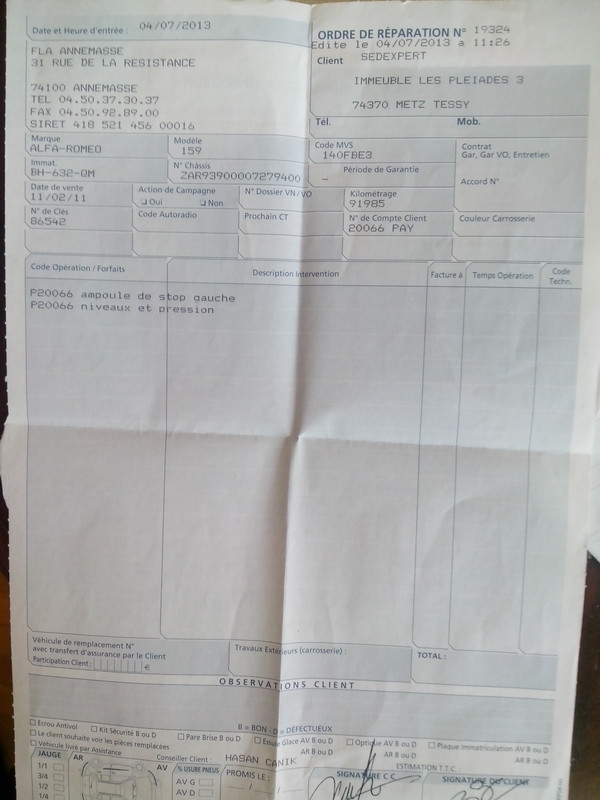 Date et Heure d'entrée : 04/07/2013
ORDRE DE RÉPARATION N° 19324
Edite le 04/07/2013 a 11:26
Client SEDEXPERT
FLA ANNEMASSE
31 RUE DE LA RESISTANCE
IMMEUBLE LES PLEIADES 3
74100 ANNEMASSE
74370 METZ TESSY
TEL 04.50.37.30.37
FAX 04.50.92.89.00
SIRET 418 521 456 00016
Tél. Mob.
Marque
ALFA-ROMEO
Modèle
159
Code MVS
140FBE3
Contrat
Gar, Gar VO, Entretien
Immat.
BH-632-QM
N° Châssis
ZAR93900007279400
Période de Garantie
_
Accord N°
Date de vente
11/02/11
Action de Campagne
Oui Non
N° Dossier VN / VO
Kilométrage
91985
N° de Clés
86542
Code Autoradio
Prochain CT
N° de Compte Client
20066 PAY
Couleur Carrosserie
Code Opération / Forfaits Description Intervention Facturé à Temps Opération Code Techn.
P20066 ampoule de stop gauche
P20066 niveaux et pression
Véhicule de remplacement N°
avec transfert d'assurance par le Client
Participation Client : €
Travaux Extérieurs (carrosserie) :
TOTAL :
OBSERVATIONS CLIENT
B = BON - D = DÉFECTUEUX
Ecrou Antivol Kit Sécurité B ou D Pare Brise B ou D Essuie Glace AV B ou D Optique AV B ou D Plaque Immatriculation AV B ou D
AR B ou D AR B ou D AR B ou D
Le client souhaite voir les pièces remplacées
Véhicule livré par Assistance
Conseiller Client : HASAN CANIK
ESTIMATION T.T.C.
JAUGE AR AV % USURE PNEUS PROMIS LE : SIGNATURE C C SIGNATURE DU CLIENT
1/1
3/4 AV G
1/2 AV D
1/4